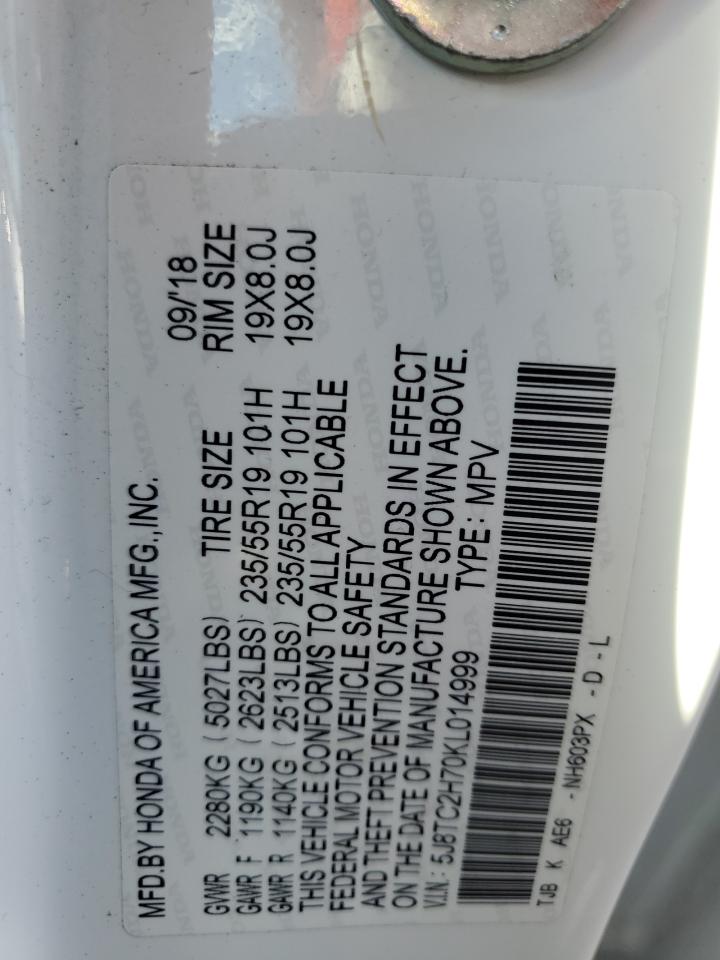 MFD.BY HONDA OF AMERICA MFG.,INC. 09/'18
GVWR 2280KG (5027LBS) TIRE SIZE RIM SIZE
GAWR F 1190KG (2623LBS) 235/55R19 101H 19X8.0J
GAWR R 1140KG (2513LBS) 235/55R19 101H 19X8.0J
THIS VEHICLE CONFORMS TO ALL APPLICABLE
FEDERAL MOTOR VEHICLE SAFETY
AND THEFT PREVENTION STANDARDS IN EFFECT
ON THE DATE OF MANUFACTURE SHOWN ABOVE.
V.I.N.: 5J8TC2H70KL014999 TYPE: MPV
TJB K AE6 - NH603PX - D - L